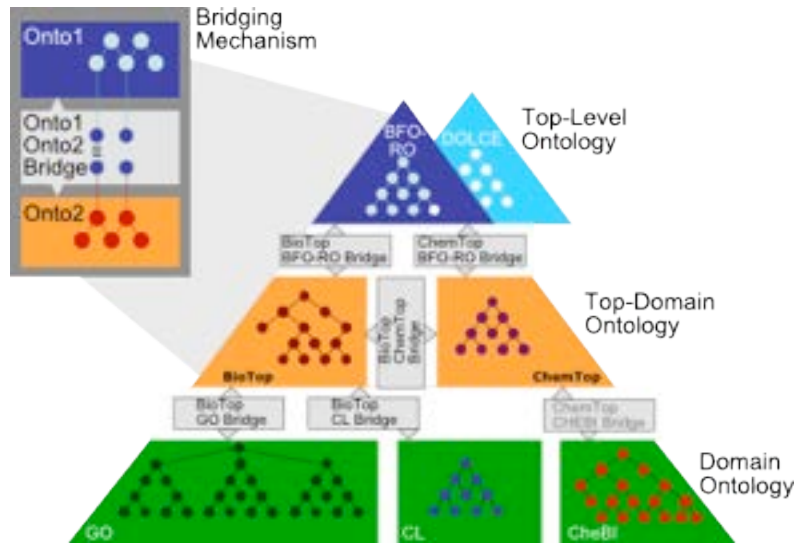 Bridging
Mechanism
Onto1
Onto1
Onto2
=
Bridge
Onto2
BFO-
RO
DOLCE
Top-Level
Ontology
BioTop
BFO-RO Bridge
ChemTop
BFO-RO Bridge
BioTop
ChemTop
Bridge
Top-Domain
Ontology
BioTop
ChemTop
BioTop
GO Bridge
BioTop
CL Bridge
ChemTop
CHEBI Bridge
Domain
Ontology
GO
CL
CheBI